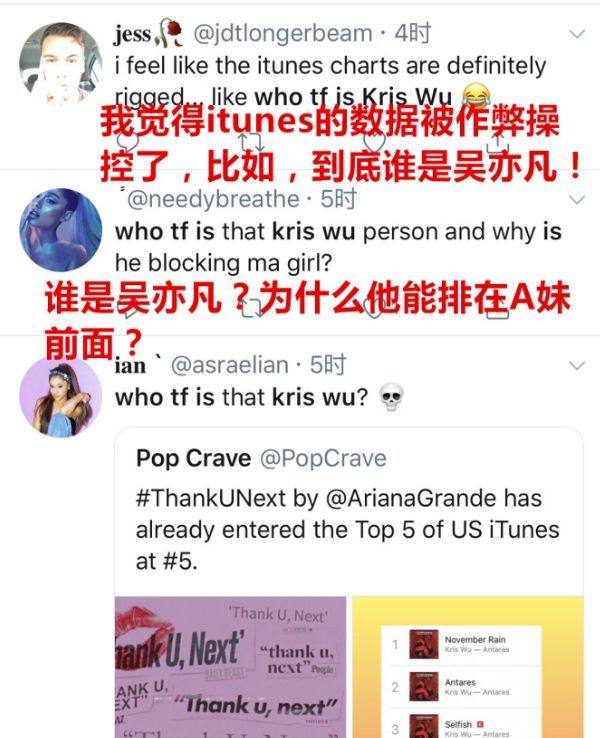 jess🥀 @jdtlongerbeam · 4时
i feel like the itunes charts are definitely
rigged... like who tf is Kris Wu 😂
我觉得itunes的数据被作弊操
控了，比如，到底谁是吴亦凡！
@needybreathe · 5时
who tf is that kris wu person and why is
he blocking ma girl?
谁是吴亦凡？为什么他能排在A妹
前面？
ian ` @asraelian · 5时
who tf is that kris wu? 💀
Pop Crave @PopCrave
#ThankUNext by @ArianaGrande has
already entered the Top 5 of US iTunes
at #5.
'Thank U, Next'
hank U, Next'
DAILY BEAST
"thank u,
next" People
ANK U,
EXT"
"Thank u, next"
1 November Rain
Kris Wu — Antares
2 Antares
Kris Wu — Antares
3 Selfish E
Kris Wu — Antares